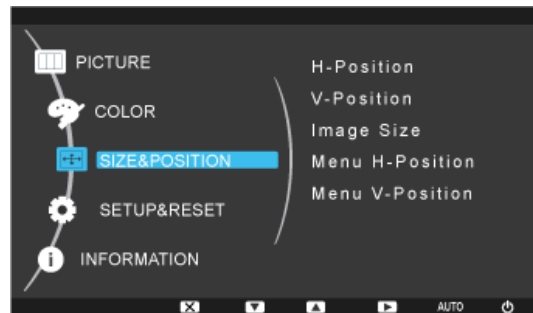 PICTURE
COLOR
SIZE&POSITION
SETUP&RESET
INFORMATION
H-Position
V-Position
Image Size
Menu H-Position
Menu V-Position
AUTO